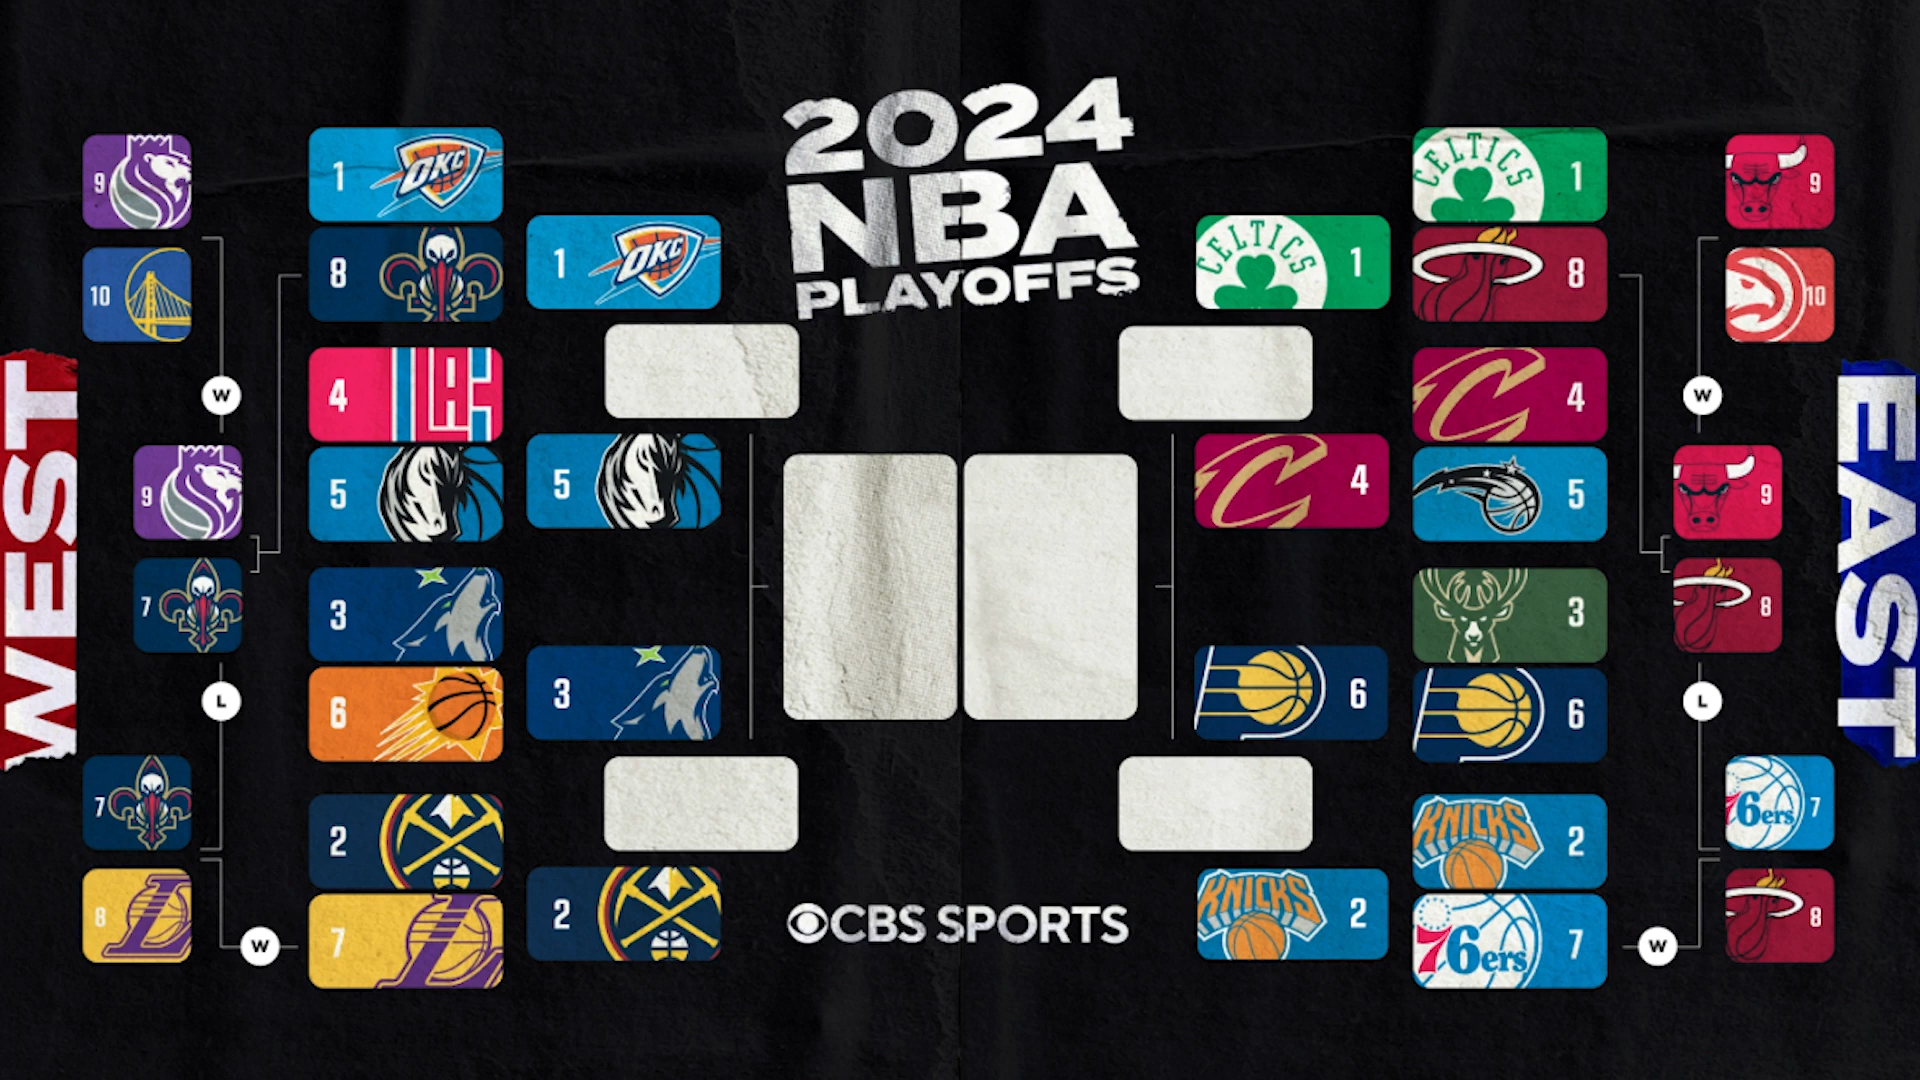 2024
NBA
PLAYOFFS
WEST
EAST
9
10
W
9
7
L
7
8
W
1 OKC
8
4 LA
5
3
6
2
7 L
1 OKC
5
3
2
CELTICS 1
C 4
6
KNICKS 2
CELTICS 1
8
C 4
5
3
6
KNICKS 2
76ers 7
9
10
W
9
8
L
76ers 7
8
W
CBS SPORTS